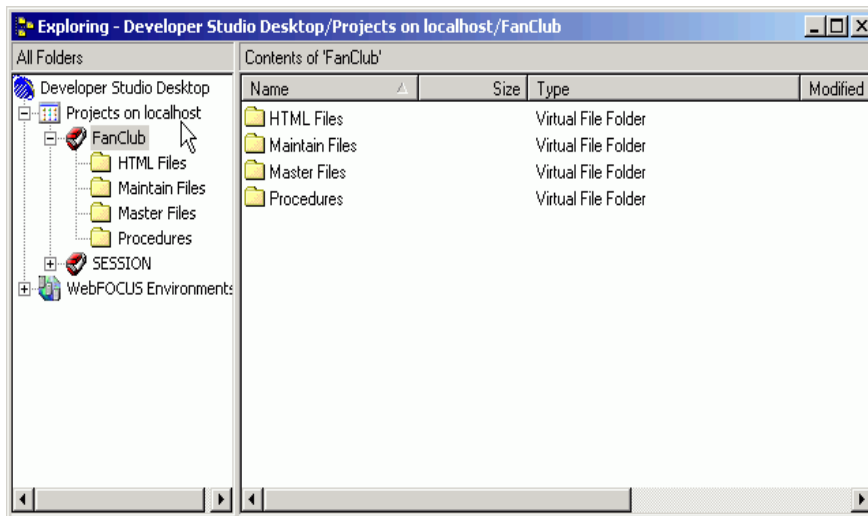 Exploring - Developer Studio Desktop/Projects on localhost/FanClub
All Folders
Contents of 'FanClub'
Developer Studio Desktop
Projects on localhost
FanClub
HTML Files
Maintain Files
Master Files
Procedures
SESSION
WebFOCUS Environments
Name Size Type Modified
HTML Files Virtual File Folder
Maintain Files Virtual File Folder
Master Files Virtual File Folder
Procedures Virtual File Folder